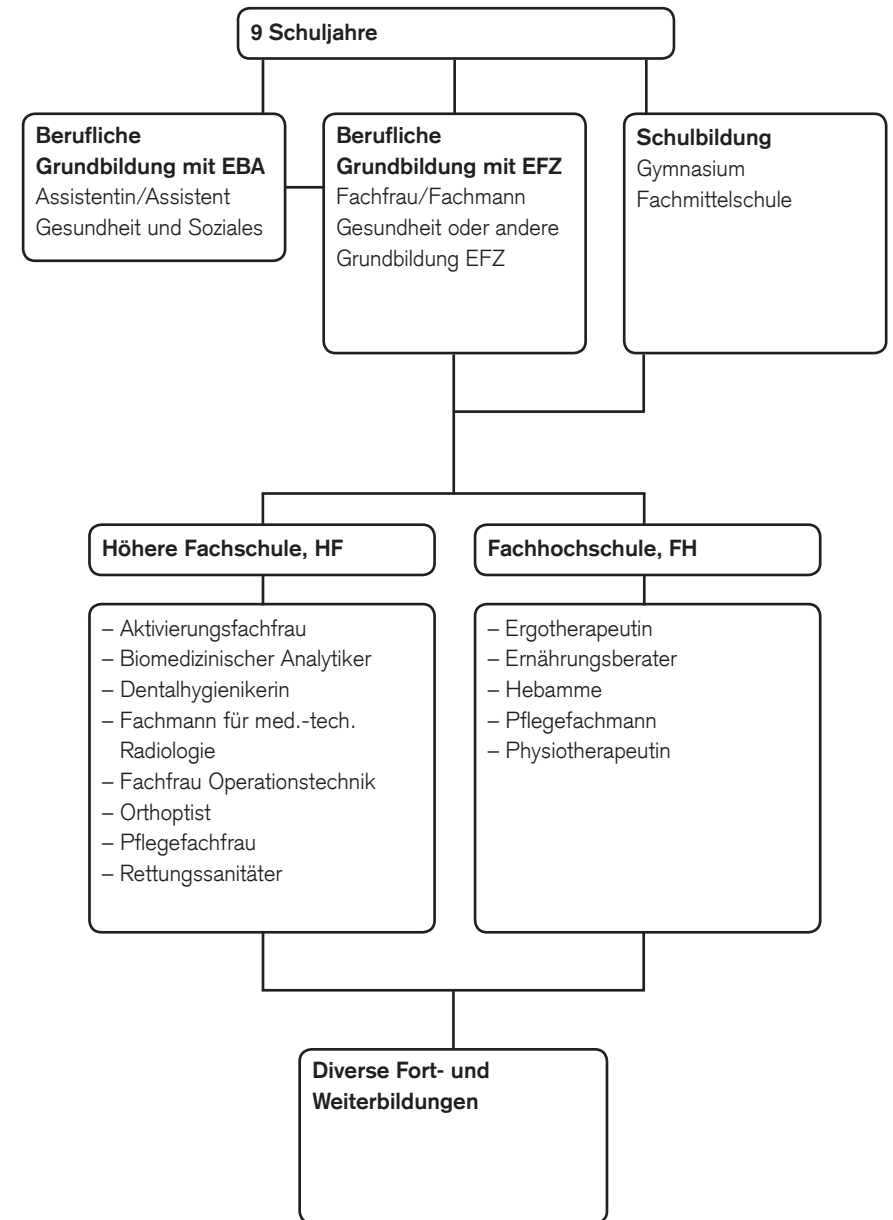 9 Schuljahre
Berufliche
Grundbildung mit EBA
Assistentin/Assistent
Gesundheit und Soziales
Berufliche
Grundbildung mit EFZ
Fachfrau/Fachmann
Gesundheit oder andere
Grundbildung EFZ
Schulbildung
Gymnasium
Fachmittelschule
Höhere Fachschule, HF
– Aktivierungsfachfrau
– Biomedizinischer Analytiker
– Dentalhygienikerin
– Fachmann für med.-tech.
Radiologie
– Fachfrau Operationstechnik
– Orthoptist
– Pflegefachfrau
– Rettungssanitäter
Fachhochschule, FH
– Ergotherapeutin
– Ernährungsberater
– Hebamme
– Pflegefachmann
– Physiotherapeutin
Diverse Fort- und
Weiterbildungen